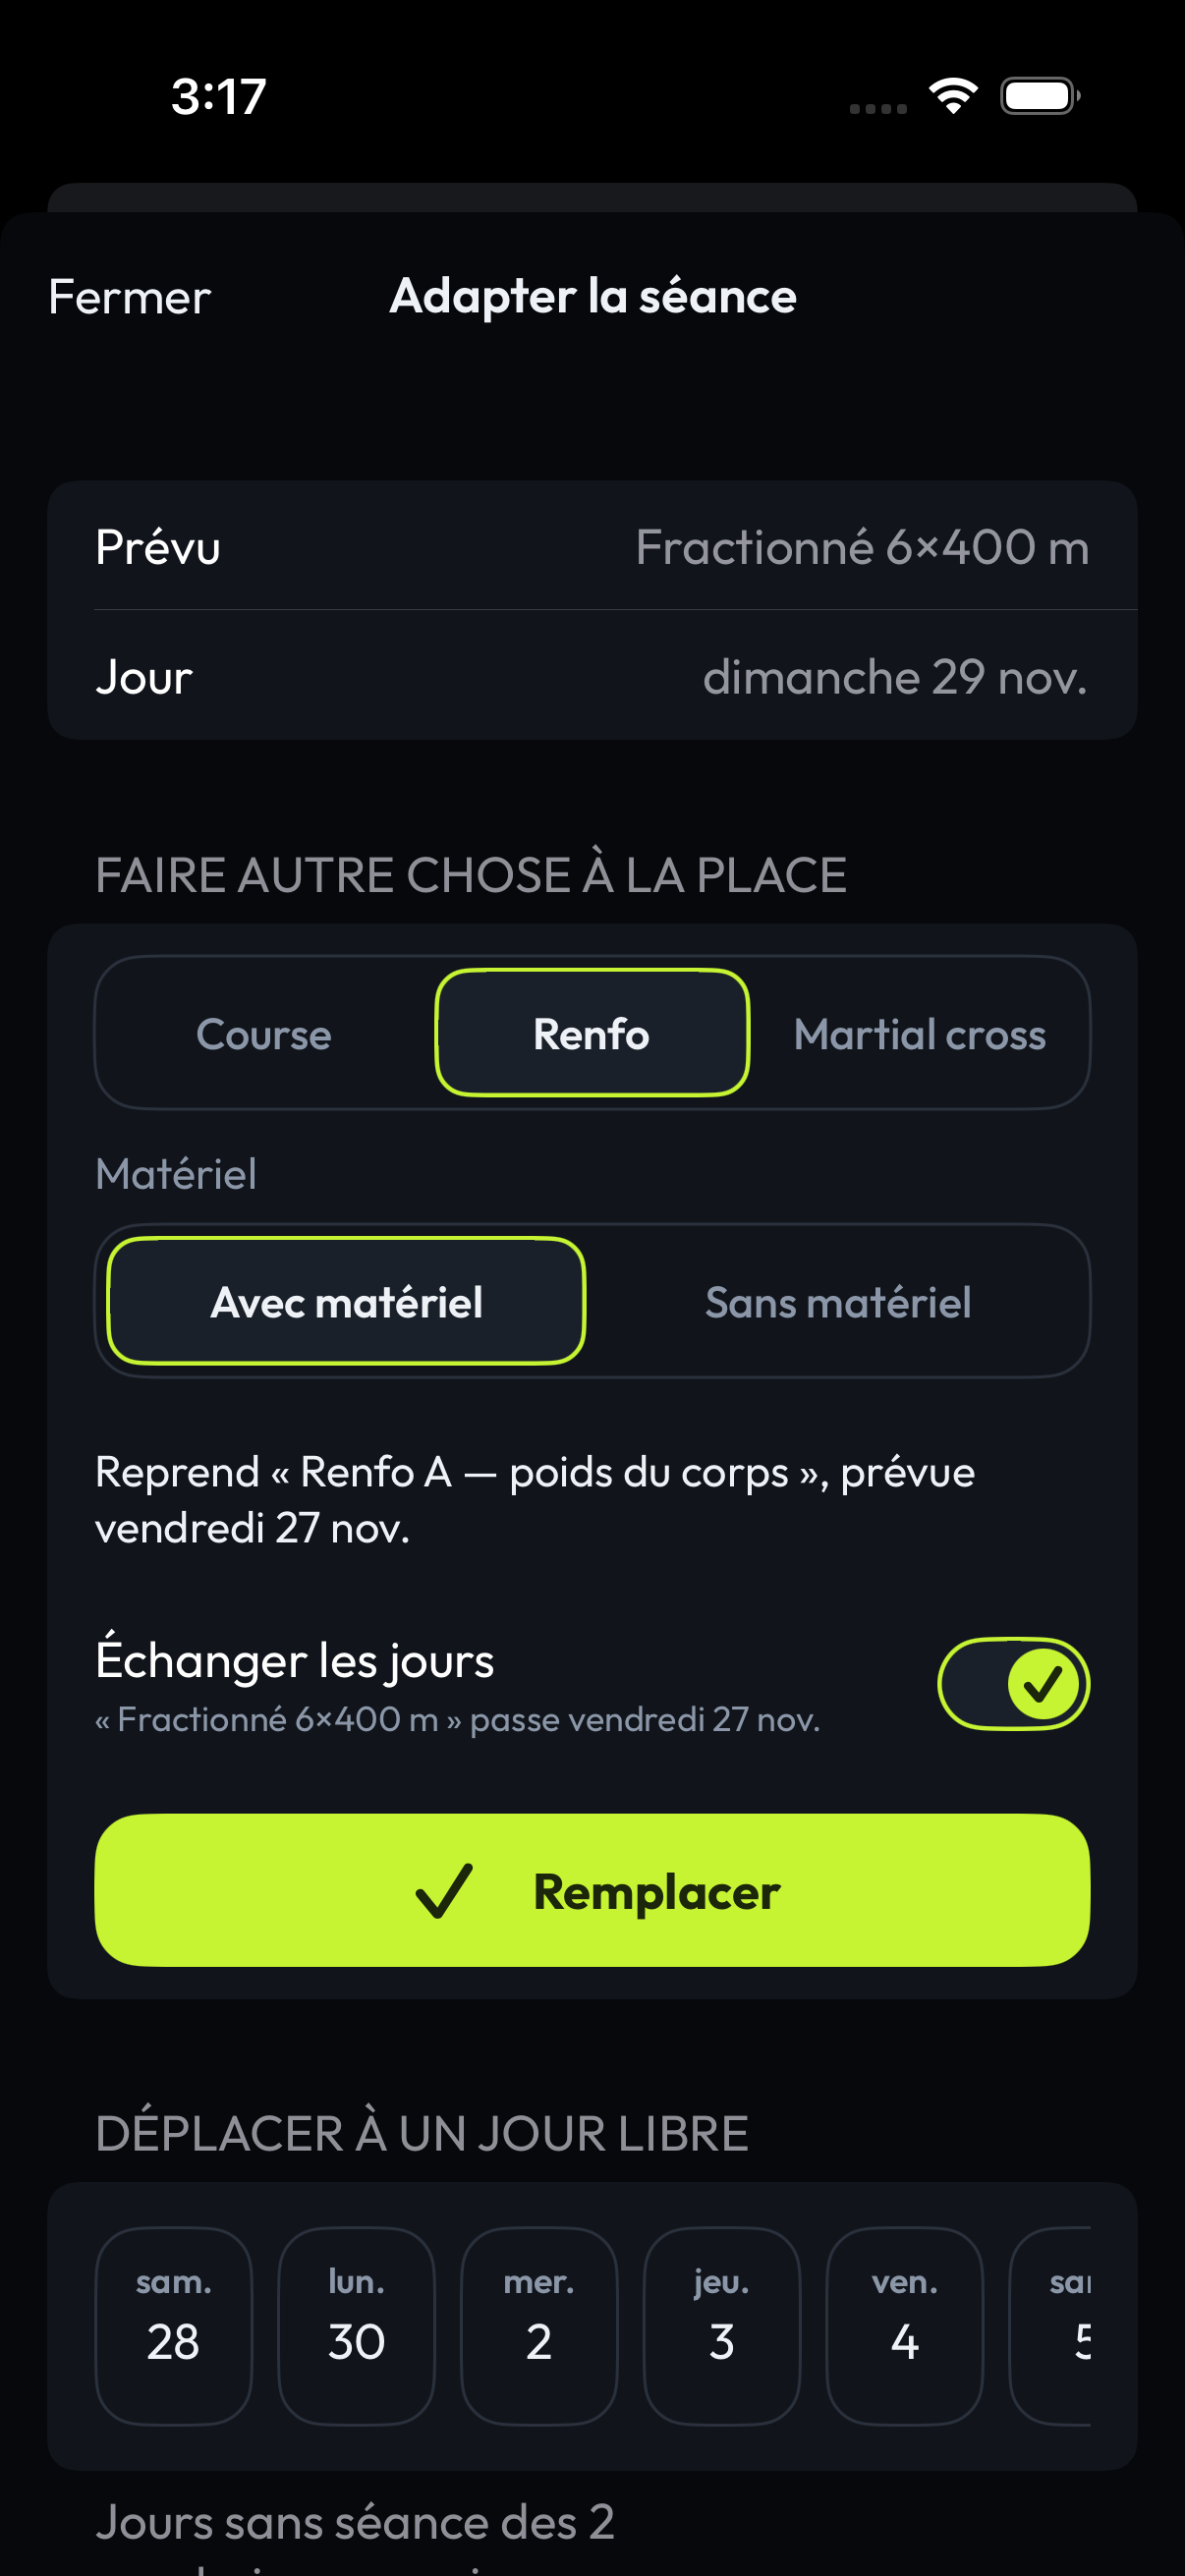 3:17
Fermer
Adapter la séance
Prévu
Fractionné 6×400 m
Jour
dimanche 29 nov.
FAIRE AUTRE CHOSE À LA PLACE
Course
Renfo
Martial cross
Matériel
Avec matériel
Sans matériel
Reprend « Renfo A — poids du corps », prévue
vendredi 27 nov.
Échanger les jours
« Fractionné 6×400 m » passe vendredi 27 nov.
Remplacer
DÉPLACER À UN JOUR LIBRE
sam.
28
lun.
30
mer.
2
jeu.
3
ven.
4
Jours sans séance des 2